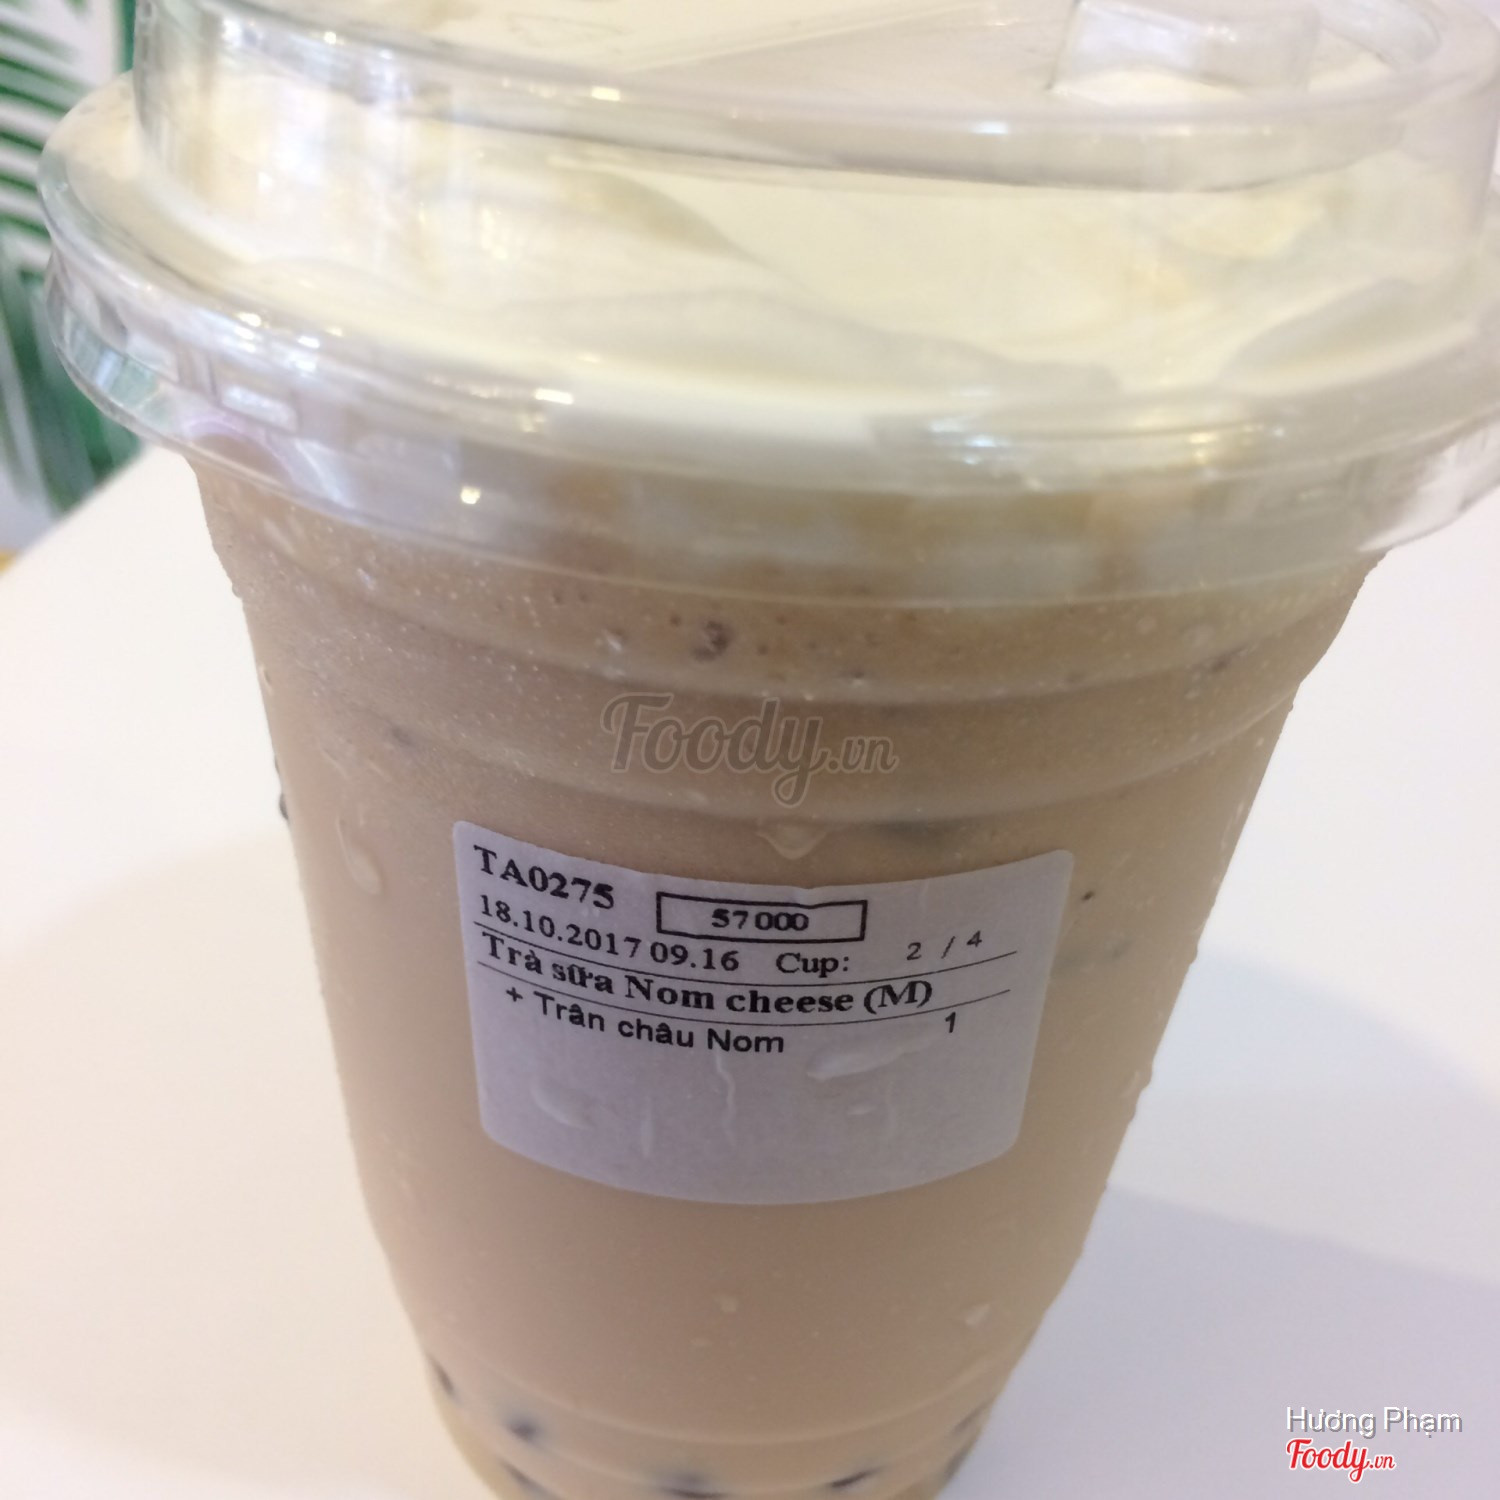 Foody.vn
TA0275
57000
18.10.2017 09.16 Cup: 2 / 4
Trà sữa Nom cheese (M)
+ Trân châu Nom 1
Hương Phạm
Foody.vn